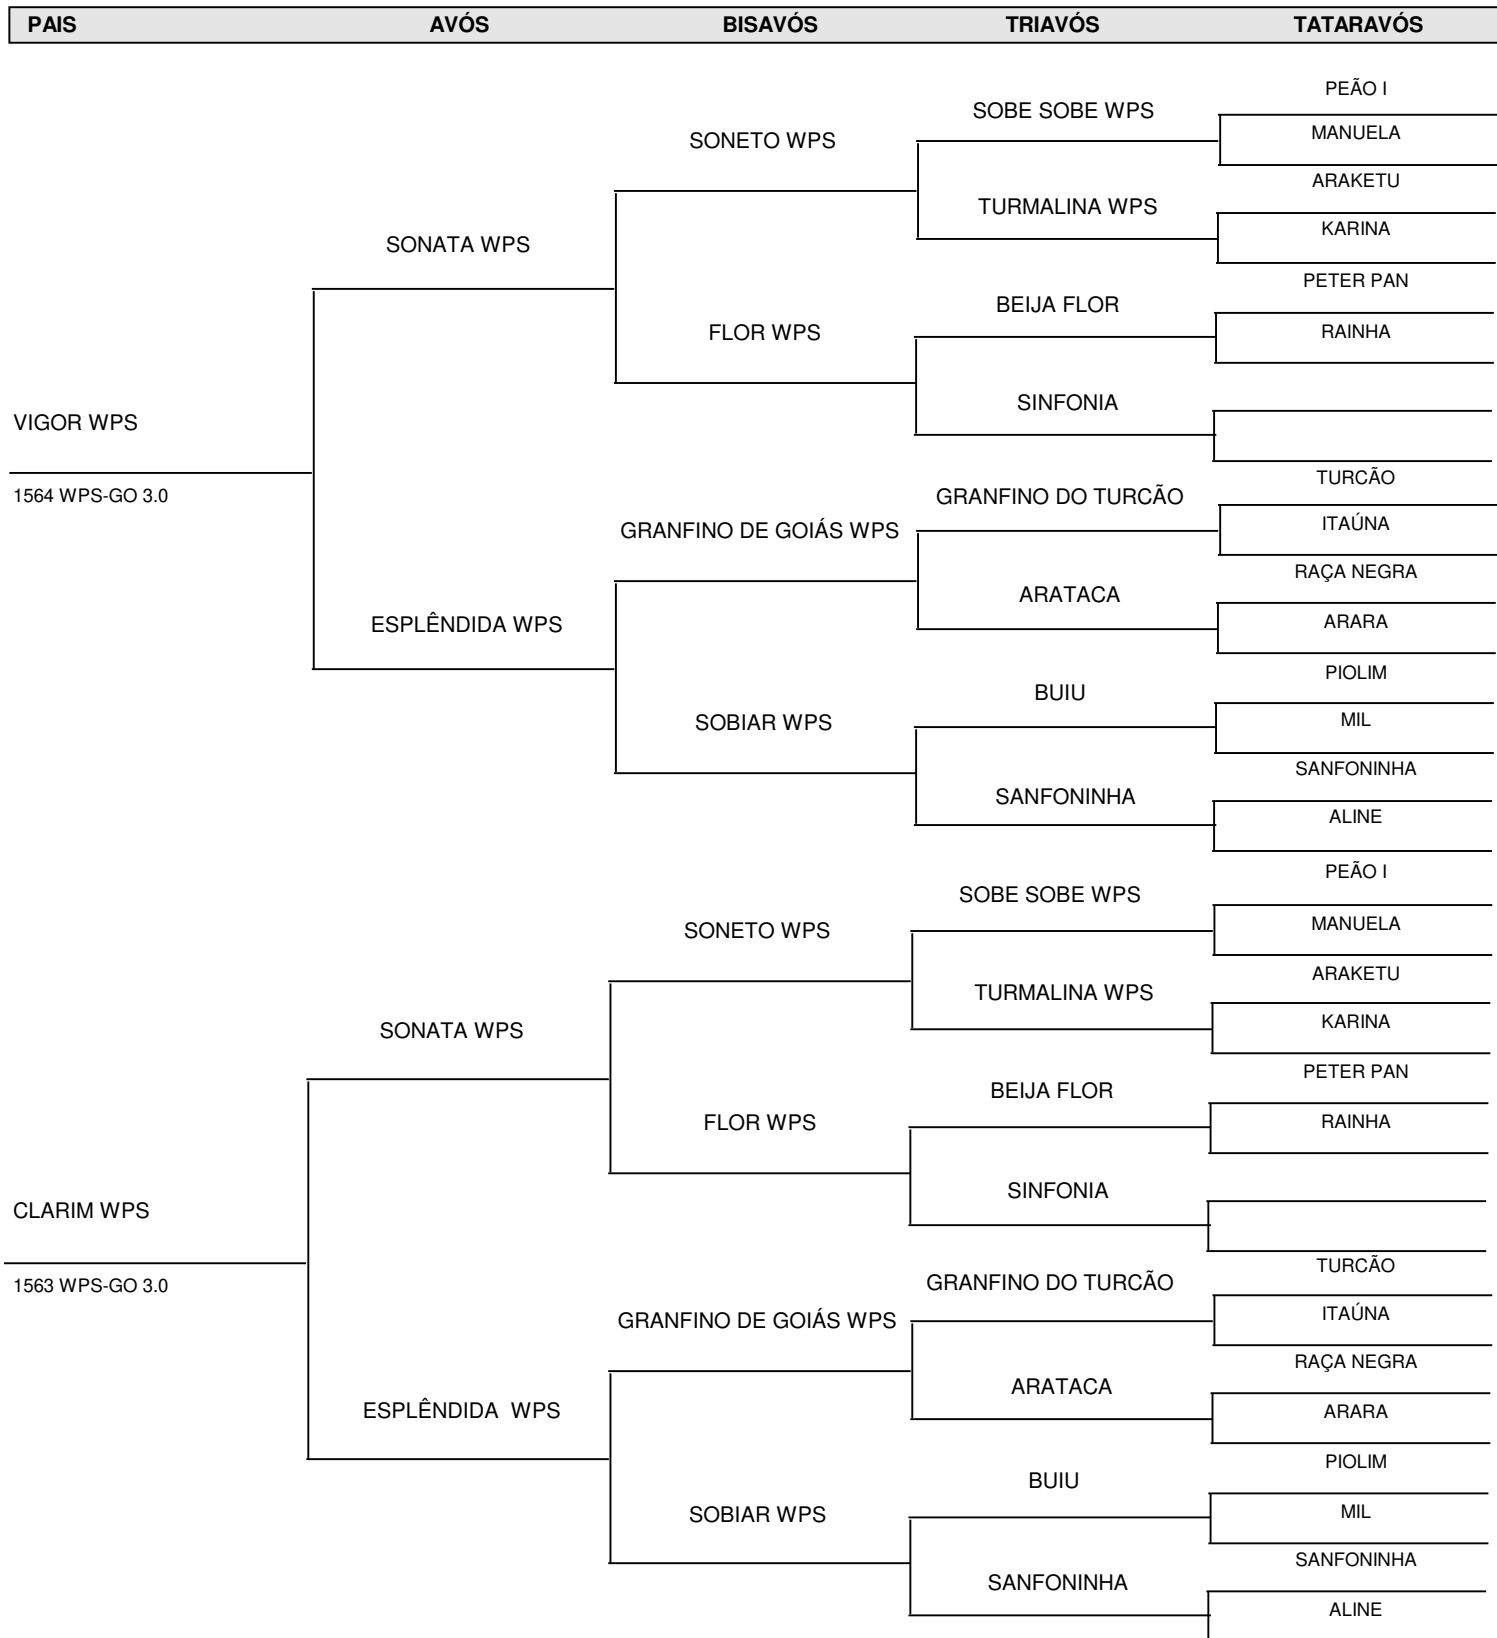 PAIS AVÓS BISAVÓS TRIAVÓS TATARAVÓS
PEÃO I
SOBE SOBE WPS
MANUELA
SONETO WPS
ARAKETU
TURMALINA WPS
KARINA
SONATA WPS
PETER PAN
BEIJA FLOR
RAINHA
FLOR WPS
SINFONIA
VIGOR WPS
TURCÃO
1564 WPS-GO 3.0
GRANFINO DO TURCÃO
ITAÚNA
GRANFINO DE GOIÁS WPS
RAÇA NEGRA
ARATACA
ARARA
ESPLÊNDIDA WPS
PIOLIM
BUIU
MIL
SOBIAR WPS
SANFONINHA
SANFONINHA
ALINE
PEÃO I
SOBE SOBE WPS
MANUELA
SONETO WPS
ARAKETU
TURMALINA WPS
KARINA
SONATA WPS
PETER PAN
BEIJA FLOR
RAINHA
FLOR WPS
SINFONIA
CLARIM WPS
TURCÃO
1563 WPS-GO 3.0
GRANFINO DO TURCÃO
ITAÚNA
GRANFINO DE GOIÁS WPS
RAÇA NEGRA
ARATACA
ARARA
ESPLÊNDIDA WPS
PIOLIM
BUIU
MIL
SOBIAR WPS
SANFONINHA
SANFONINHA
ALINE